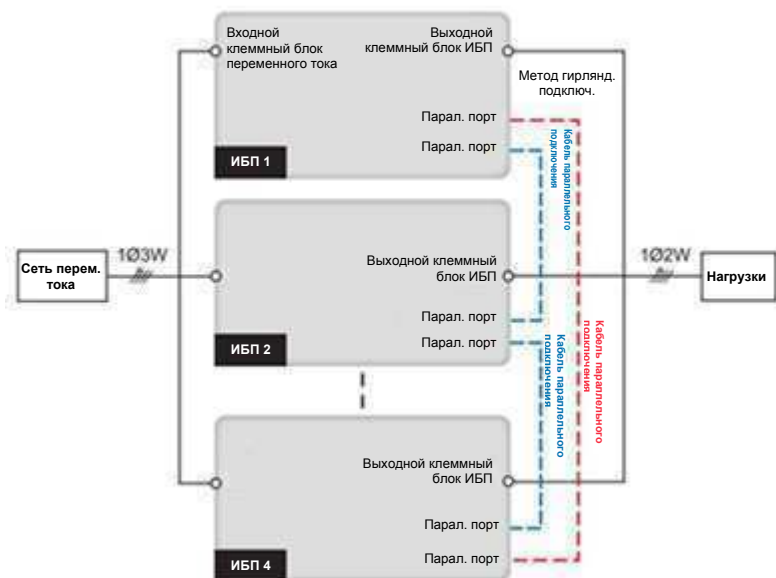 Входной
клеммный блок
переменного тока
Выходной
клеммный блок ИБП
Метод гирлянд.
подключ.
Парал. порт
Парал. порт
ИБП 1
Кабель параллельного
подключения
1Ø3W
Сеть перем.
тока
Выходной клеммный
блок ИБП
1Ø2W
Нагрузки
Парал. порт
Парал. порт
ИБП 2
Кабель параллельного
подключения
Кабель параллельного
подключения
Выходной клеммный
блок ИБП
Парал. порт
Парал. порт
ИБП 4